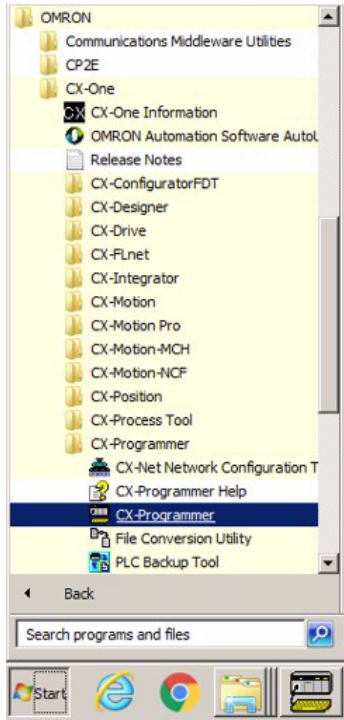 OMRON
Communications Middleware Utilities
CP2E
CX-One
CX-One Information
OMRON Automation Software AutoU
Release Notes
CX-ConfiguratorFDT
CX-Designer
CX-Drive
CX-FLnet
CX-Integrator
CX-Motion
CX-Motion Pro
CX-Motion-MCH
CX-Motion-NCF
CX-Position
CX-Process Tool
CX-Programmer
CX-Net Network Configuration T
CX-Programmer Help
CX-Programmer
File Conversion Utility
PLC Backup Tool
Back
Search programs and files
Start